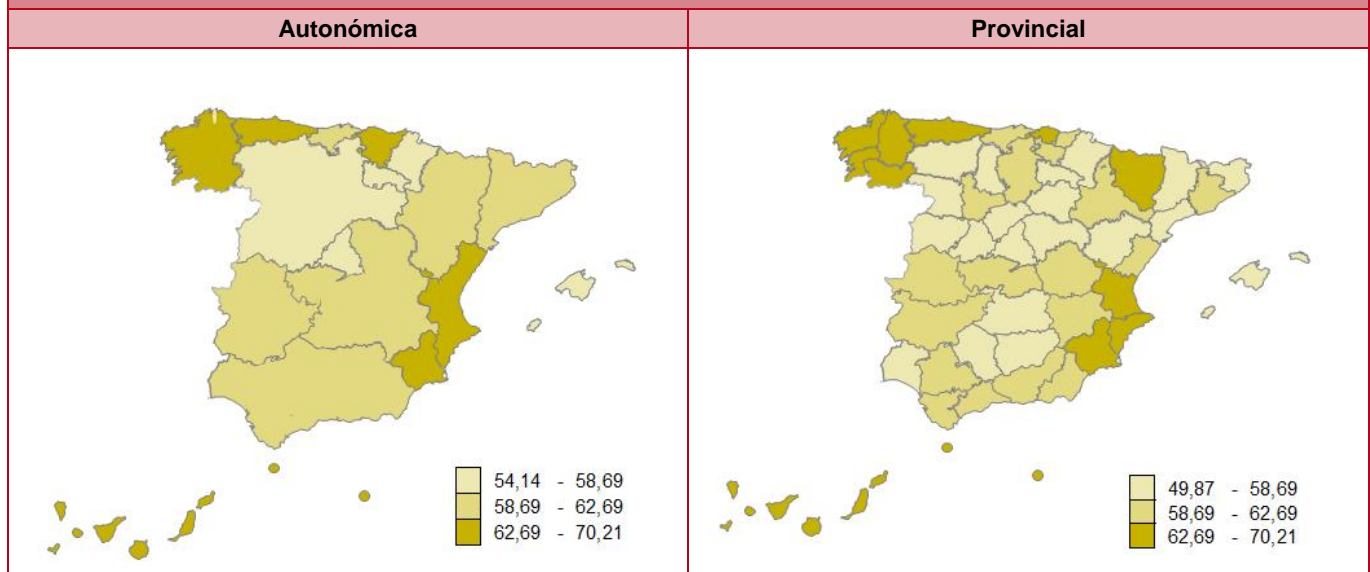 Autonómica
Provincial
54,14 - 58,69
58,69 - 62,69
62,69 - 70,21
49,87 - 58,69
58,69 - 62,69
62,69 - 70,21